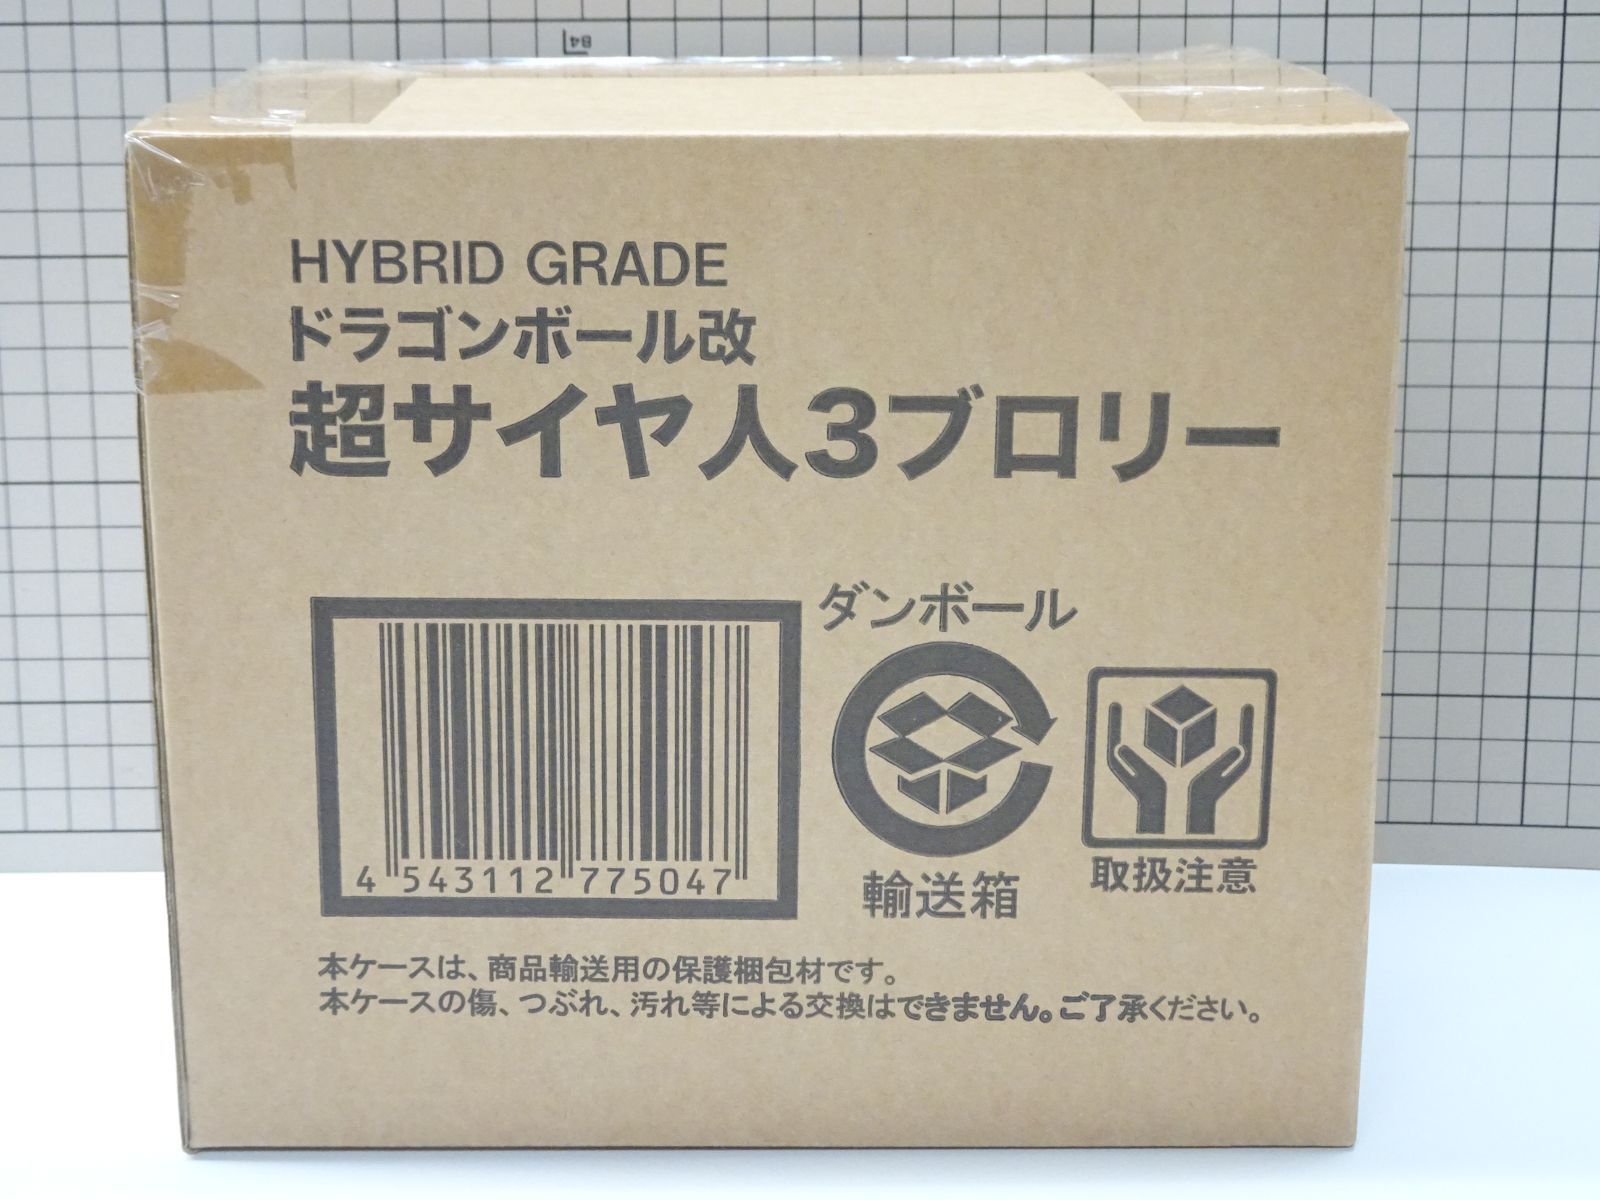 B4
HYBRID GRADE
ドラゴンボール改
超サイヤ人3ブロリー
ダンボール
4 543112 775047
輸送箱
取扱注意
本ケースは、商品輸送用の保護梱包材です。
本ケースの傷、つぶれ、汚れ等による交換はできません。ご了承ください。